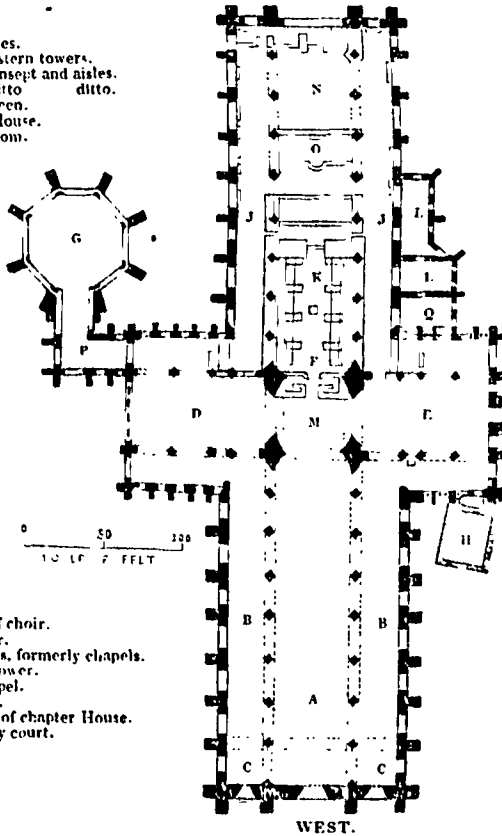 es.
stern towers.
nsept and aisles.
tto ditto.
een.
House.
om.
N
O
J J I
G
K L
Q
P F
D M E
0 50 100
FEET
H
f choir.
r.
s, formerly chapels.
ower.
pel.
B B
of chapter House.
y court.
A
C C
WEST.